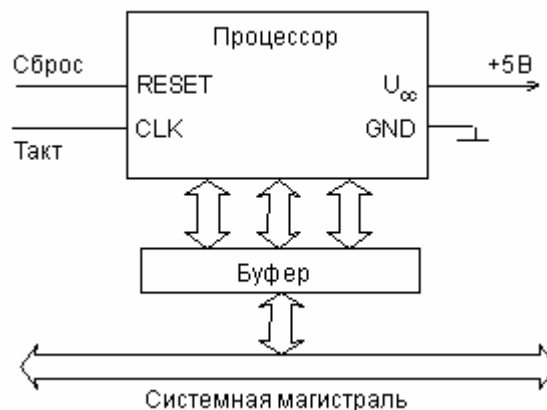 Процессор
Сброс
RESET
Ucc
+5В
CLK
GND
Такт
Буфер
Системная магистраль